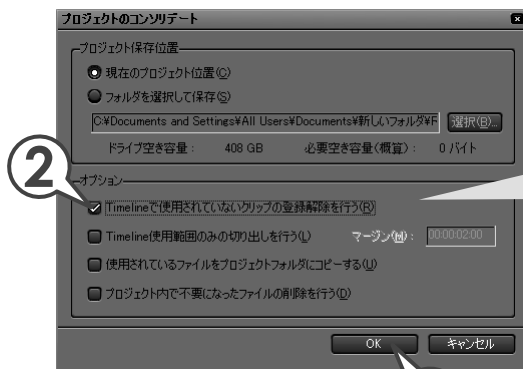 プロジェクトのコンソリデート
プロジェクト保存位置
現在のプロジェクト位置(C)
フォルダを選択して保存(S)
C:¥Documents and Settings¥All Users¥Documents¥新しいフォルダ¥F 選択(B)...
ドライブ空き容量： 408 GB 必要空き容量(概算)： 0 バイト
2
オプション
Timelineで使用されていないクリップの登録解除を行う(R)
Timeline使用範囲のみの切り出しを行う(L) マージン(M)： 00:00:02:00
使用されているファイルをプロジェクトフォルダにコピーする(U)
プロジェクト内で不要になったファイルの削除を行う(D)
OK キャンセル